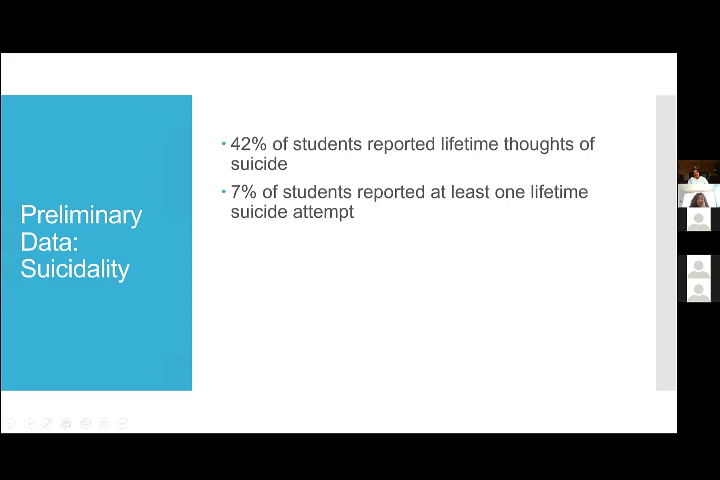 Preliminary
Data:
Suicidality
• 42% of students reported lifetime thoughts of
suicide
• 7% of students reported at least one lifetime
suicide attempt